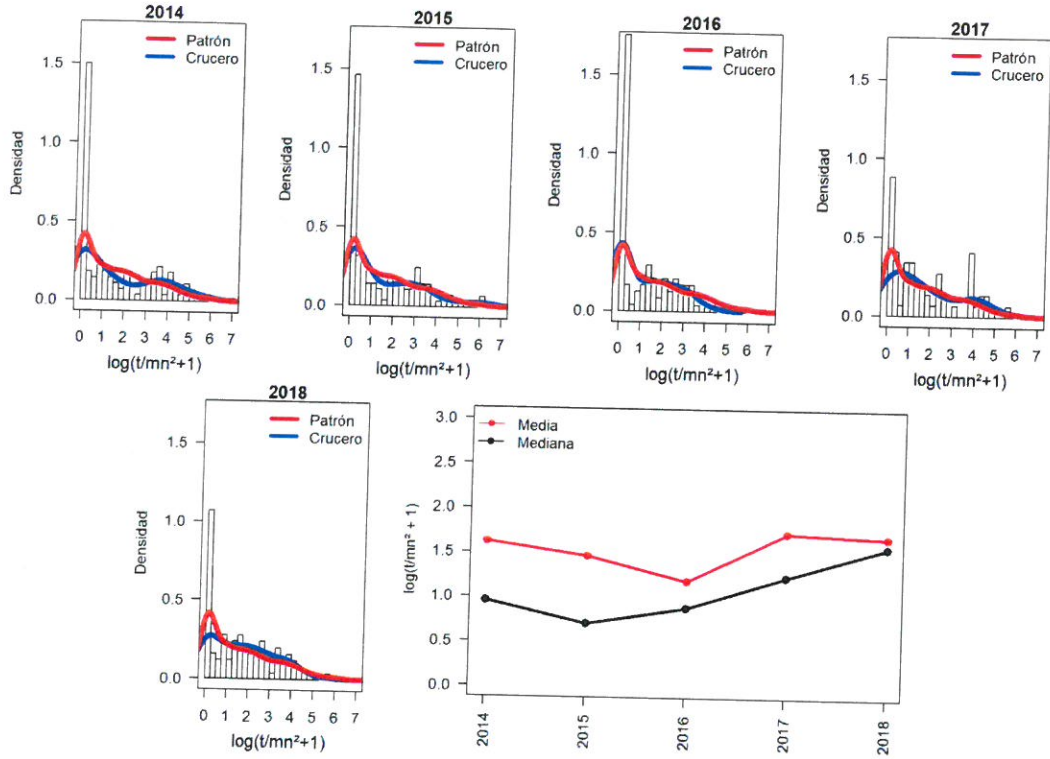 2014
Patrón
Crucero
Densidad
1.5
1.0
0.5
0.0
0 1 2 3 4 5 6 7
log(t/mn²+1)
2015
Patrón
Crucero
Densidad
1.5
1.0
0.5
0.0
0 1 2 3 4 5 6 7
log(t/mn²+1)
2016
Patrón
Crucero
Densidad
1.5
1.0
0.5
0.0
0 1 2 3 4 5 6 7
log(t/mn²+1)
2017
Patrón
Crucero
Densidad
1.5
1.0
0.5
0.0
0 1 2 3 4 5 6 7
log(t/mn²+1)
2018
Patrón
Crucero
Densidad
1.5
1.0
0.5
0.0
0 1 2 3 4 5 6 7
log(t/mn²+1)
Media
Mediana
log(t/mn² + 1)
3.0
2.5
2.0
1.5
1.0
0.5
0.0
2014
2015
2016
2017
2018